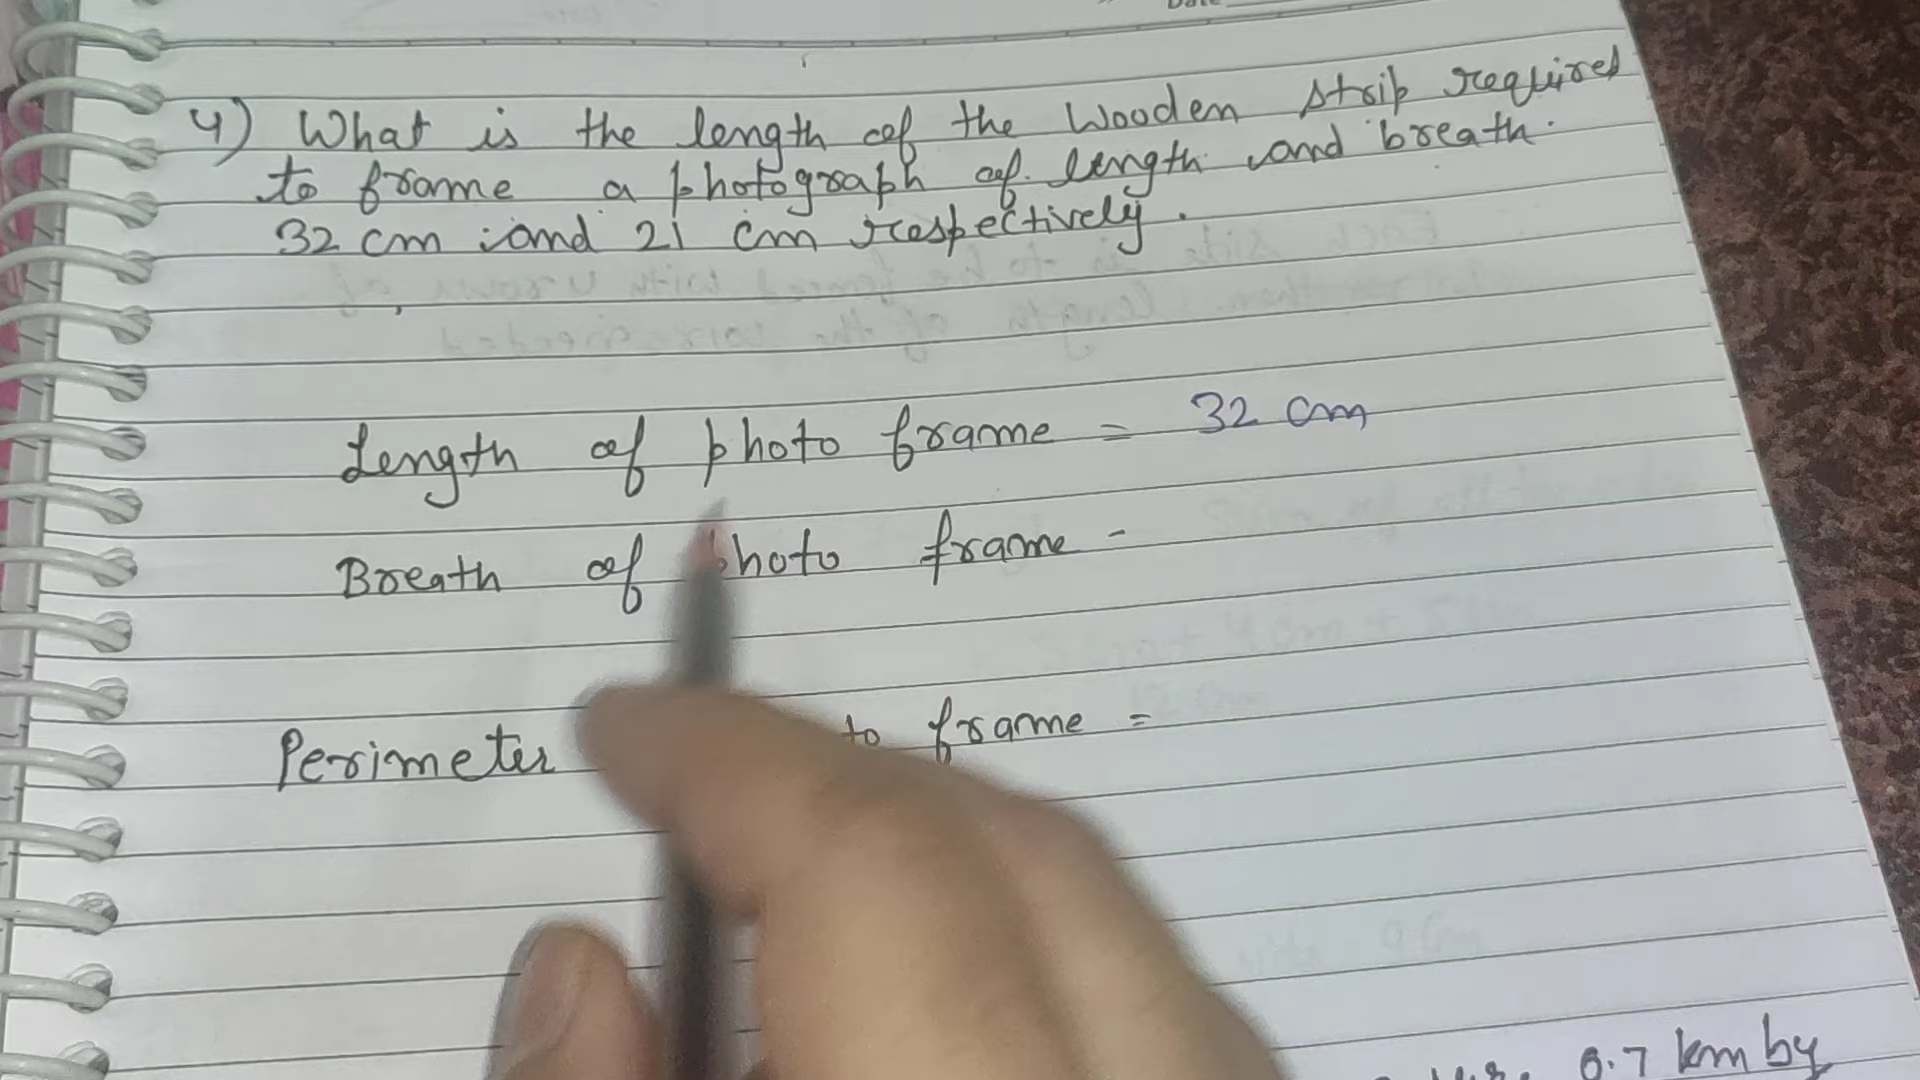 4) What is the length of the Wooden strip required
to frame a photograph of length and breath
32 cm and 21 cm respectively.
Length of photo frame = 32 cm
Breath of photo frame -
Perimeter to frame =
0.7 km by